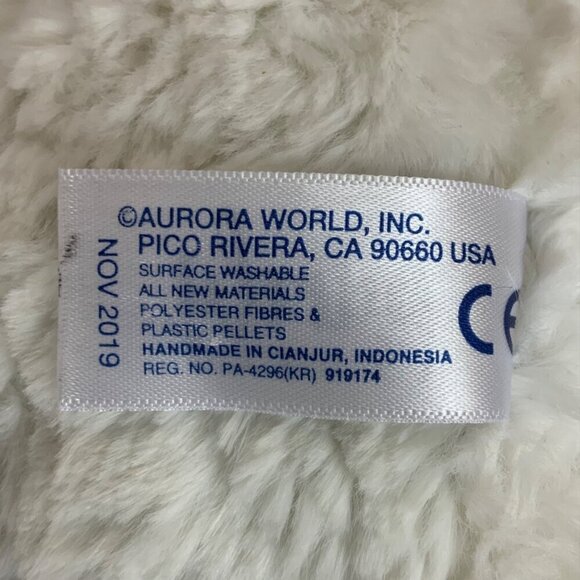 ©AURORA WORLD, INC.
PICO RIVERA, CA 90660 USA
SURFACE WASHABLE
ALL NEW MATERIALS
POLYESTER FIBRES &
PLASTIC PELLETS
HANDMADE IN CIANJUR, INDONESIA
REG. NO. PA-4296(KR) 919174
NOV 2019
CE